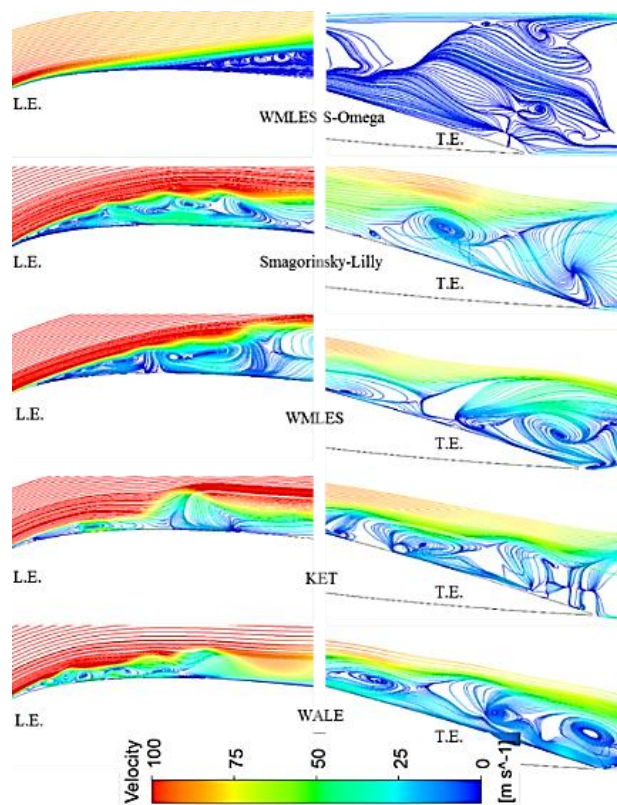 L.E.
WMLES S-Omega
T.E.
L.E.
Smagorinsky-Lilly
T.E.
L.E.
WMLES
T.E.
L.E.
KET
T.E.
L.E.
WALE
T.E.
Velocity
100
75
50
25
0
[m s^-1]